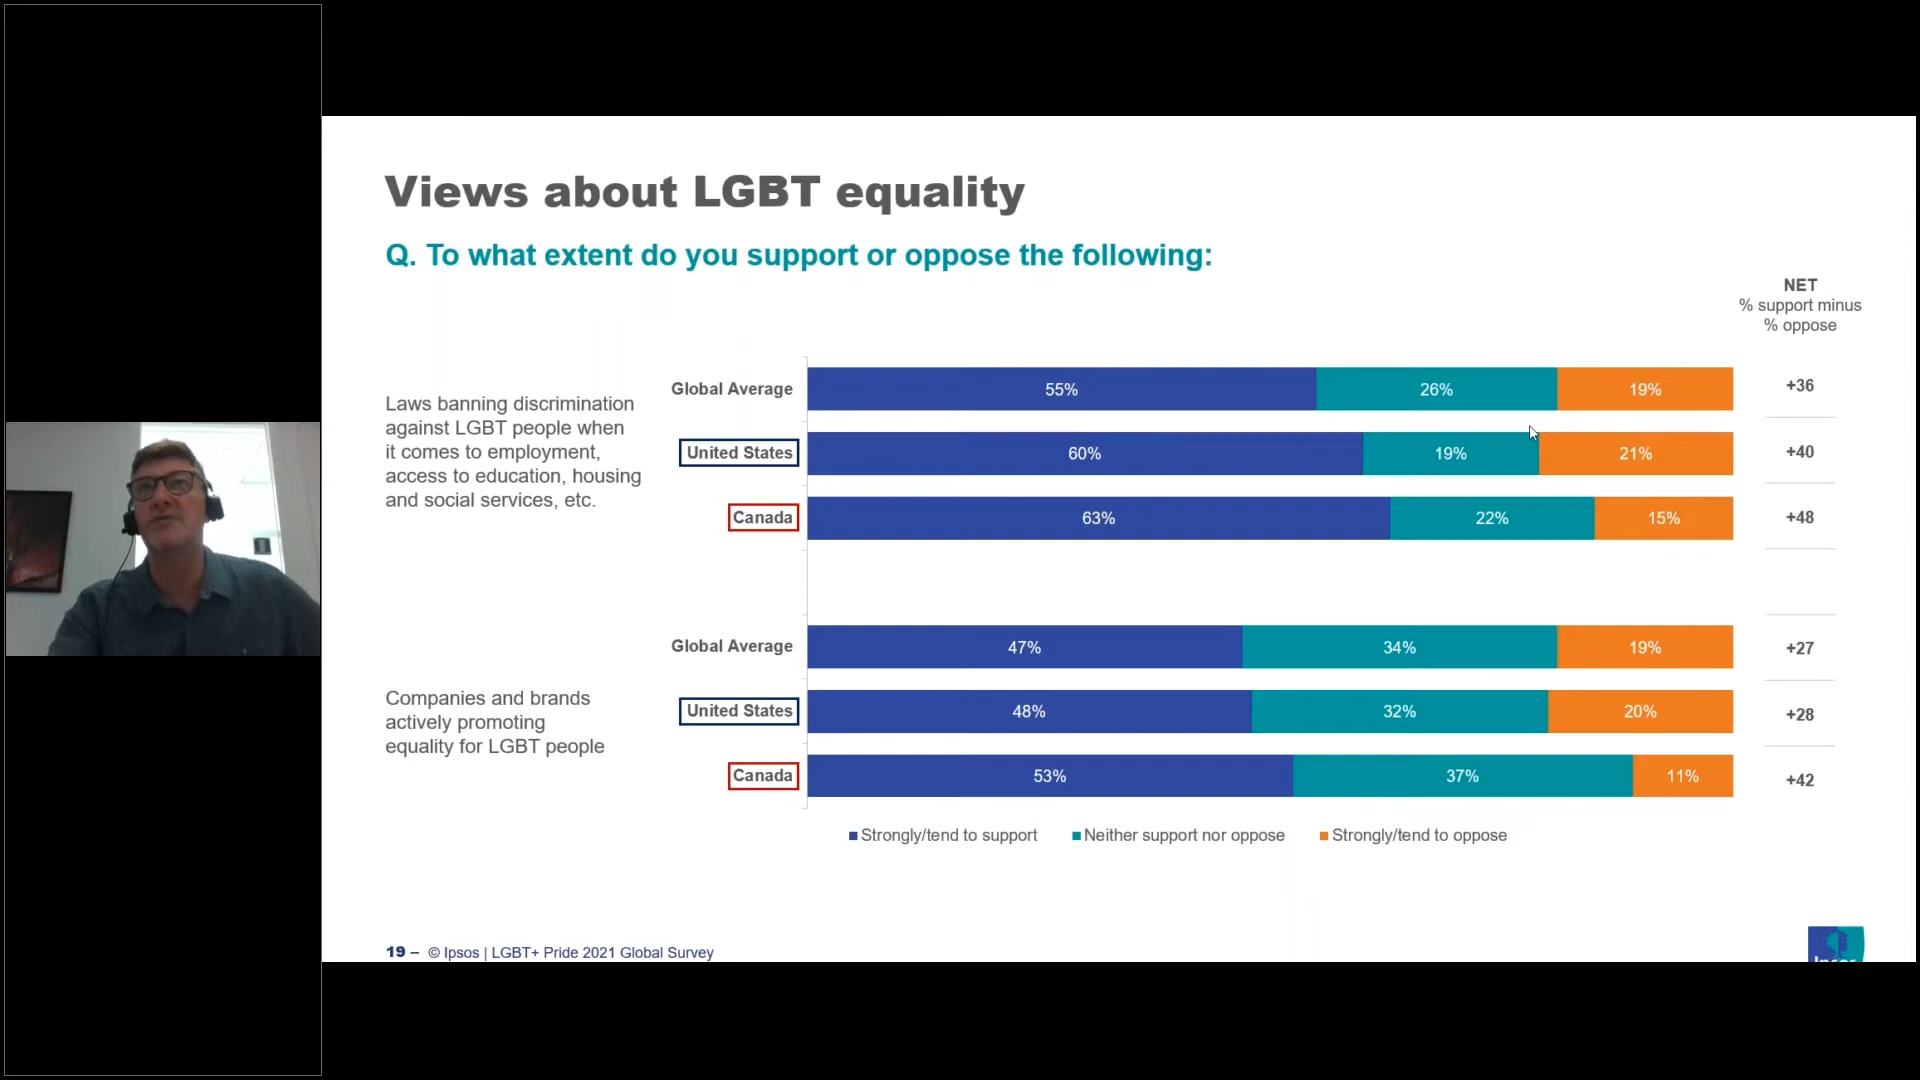 Views about LGBT equality
Q. To what extent do you support or oppose the following:
NET
% support minus
% oppose
Laws banning discrimination
against LGBT people when
it comes to employment,
access to education, housing
and social services, etc.
Global Average 55% 26% 19% +36
United States 60% 19% 21% +40
Canada 63% 22% 15% +48
Companies and brands
actively promoting
equality for LGBT people
Global Average 47% 34% 19% +27
United States 48% 32% 20% +28
Canada 53% 37% 11% +42
Strongly/tend to support Neither support nor oppose Strongly/tend to oppose
19 – © Ipsos | LGBT+ Pride 2021 Global Survey
Ipsos